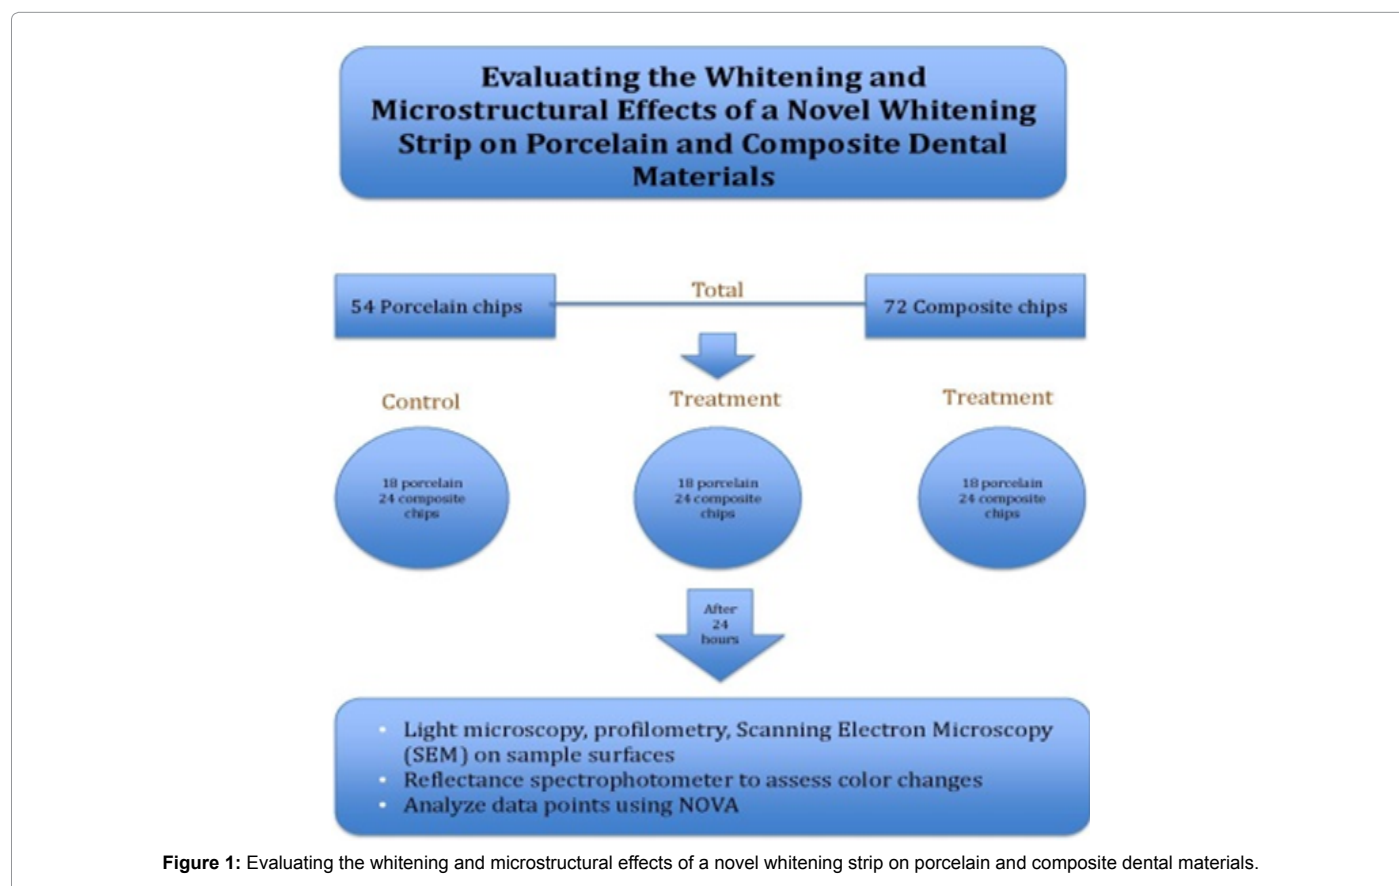 Evaluating the Whitening and
Microstructural Effects of a Novel Whitening
Strip on Porcelain and Composite Dental
Materials
54 Porcelain chips
Total
72 Composite chips
Control
Treatment
Treatment
18 porcelain
24 composite
chips
18 porcelain
24 composite
chips
18 porcelain
24 composite
chips
After
24
hours
• Light microscopy, profilometry, Scanning Electron Microscopy
(SEM) on sample surfaces
• Reflectance spectrophotometer to assess color changes
• Analyze data points using NOVA
Figure 1: Evaluating the whitening and microstructural effects of a novel whitening strip on porcelain and composite dental materials.